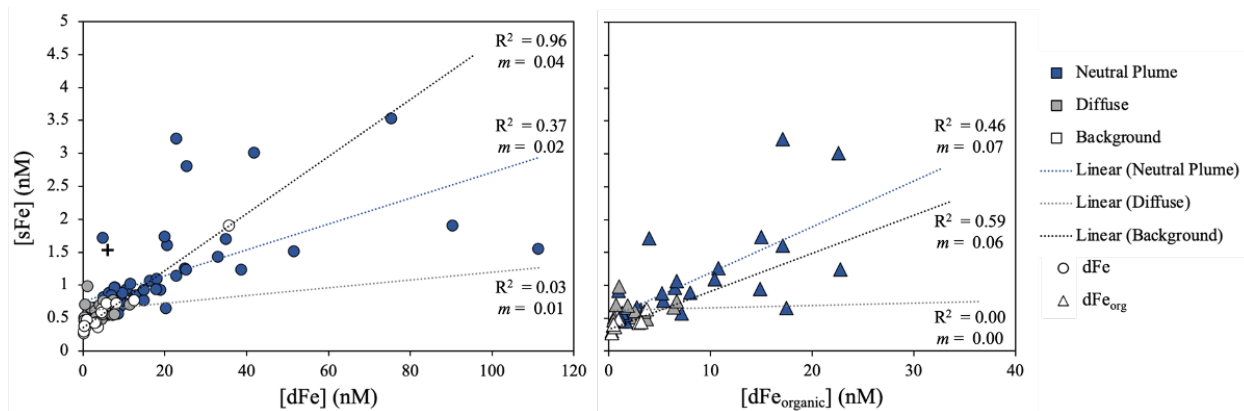 5
4.5
4
3.5
3
2.5
2
1.5
1
0.5
0
[sFe] (nM)
0 20 40 60 80 100 120
[dFe] (nM)
R² = 0.96
m = 0.04
R² = 0.37
m = 0.02
R² = 0.03
m = 0.01
R² = 0.46
m = 0.07
R² = 0.59
m = 0.06
R² = 0.00
m = 0.00
0 10 20 30 40
[dFeorganic] (nM)
Neutral Plume
Diffuse
Background
Linear (Neutral Plume)
Linear (Diffuse)
Linear (Background)
dFe
dFeorg